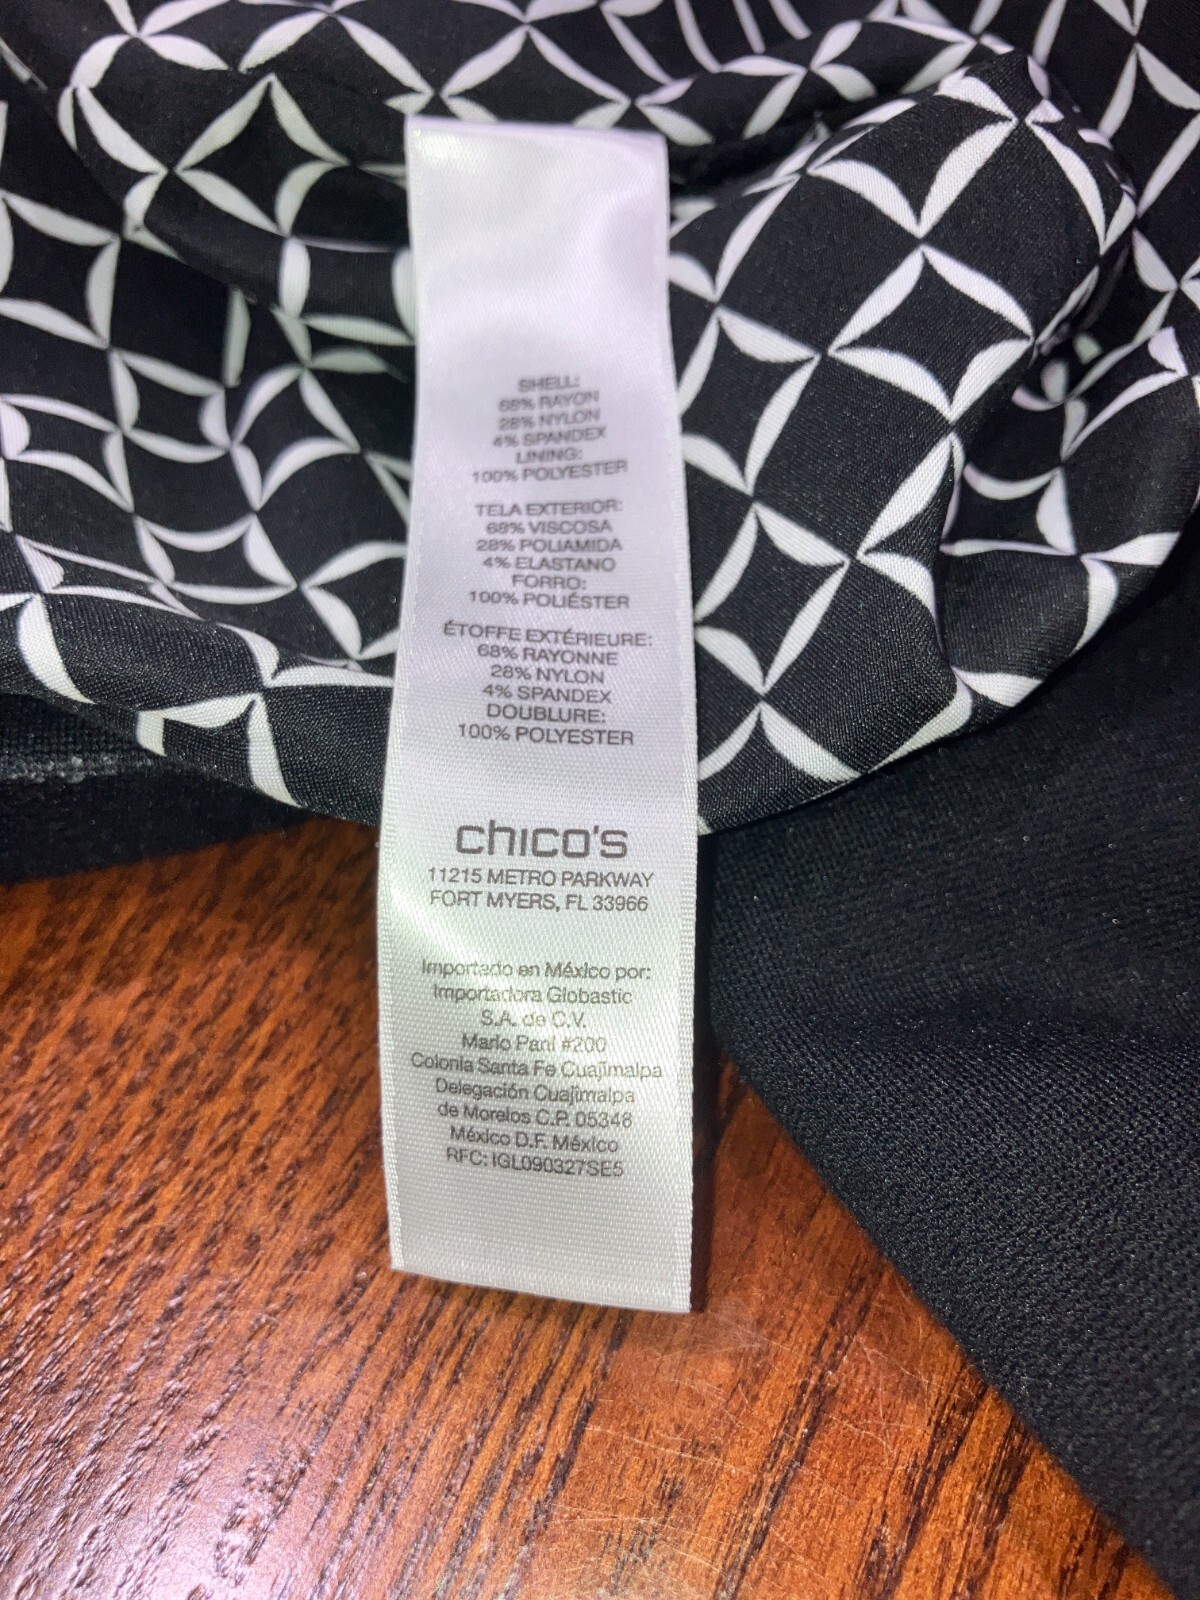 SHELL:
68% RAYON
28% NYLON
4% SPANDEX
LINING:
100% POLYESTER
TELA EXTERIOR:
68% VISCOSA
28% POLIAMIDA
4% ELASTANO
FORRO:
100% POLIÉSTER
ÉTOFFE EXTÉRIEURE:
68% RAYONNE
28% NYLON
4% SPANDEX
DOUBLURE:
100% POLYESTER
chico's
11215 METRO PARKWAY
FORT MYERS, FL 33966
Importado en México por:
Importadora Globastic
S.A. de C.V.
Mario Pani #200
Colonia Santa Fe Cuajimalpa
Delegación Cuajimalpa
de Morelos C.P. 05348
México D.F. México
RFC: IGL090327SE5